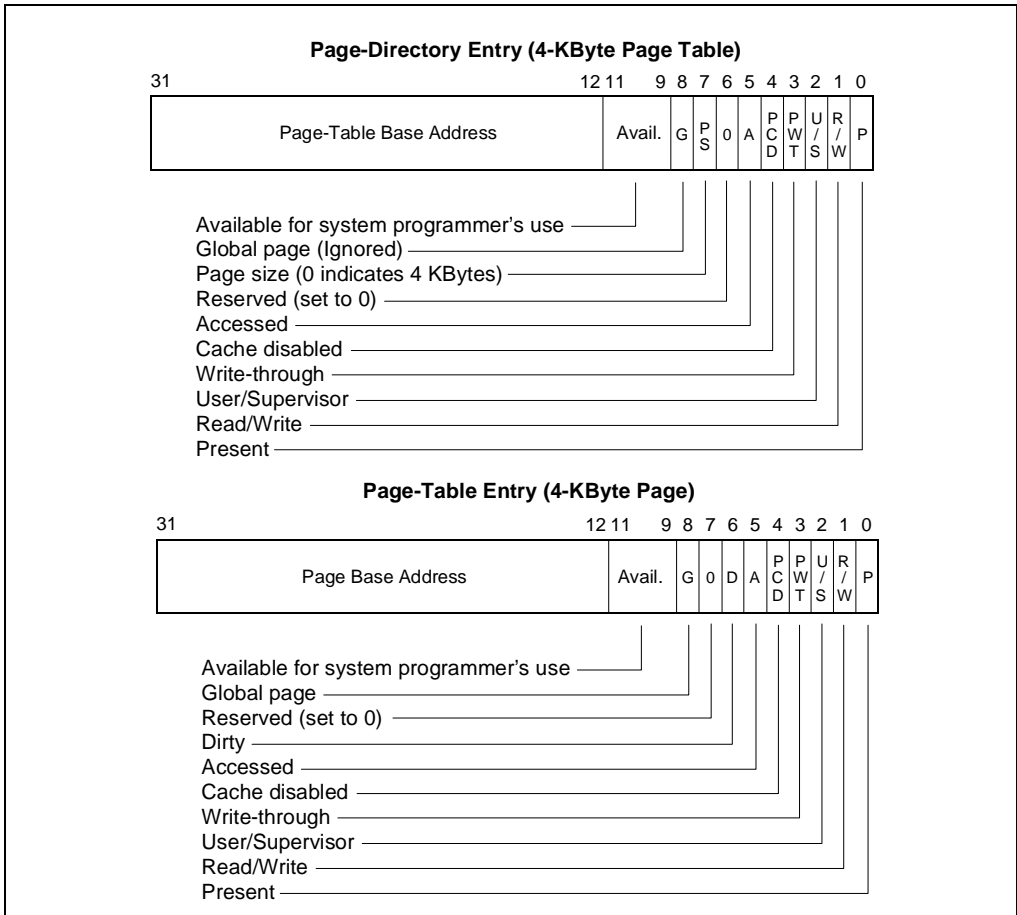 Page-Directory Entry (4-KByte Page Table)
31 12 11 9 8 7 6 5 4 3 2 1 0
Page-Table Base Address Avail. G PS 0 A PCD PWT U/S R/W P
Available for system programmer's use
Global page (Ignored)
Page size (0 indicates 4 KBytes)
Reserved (set to 0)
Accessed
Cache disabled
Write-through
User/Supervisor
Read/Write
Present
Page-Table Entry (4-KByte Page)
31 12 11 9 8 7 6 5 4 3 2 1 0
Page Base Address Avail. G 0 D A PCD PWT U/S R/W P
Available for system programmer's use
Global page
Reserved (set to 0)
Dirty
Accessed
Cache disabled
Write-through
User/Supervisor
Read/Write
Present